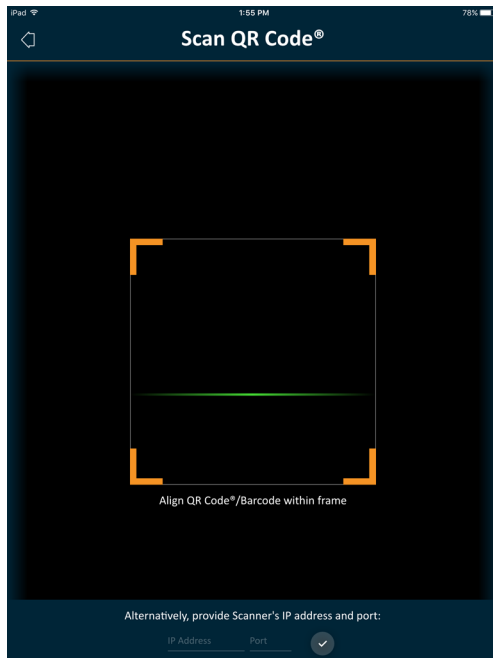 iPad 1:55 PM 78%
Scan QR Code®
Align QR Code®/Barcode within frame
Alternatively, provide Scanner's IP address and port:
IP Address Port